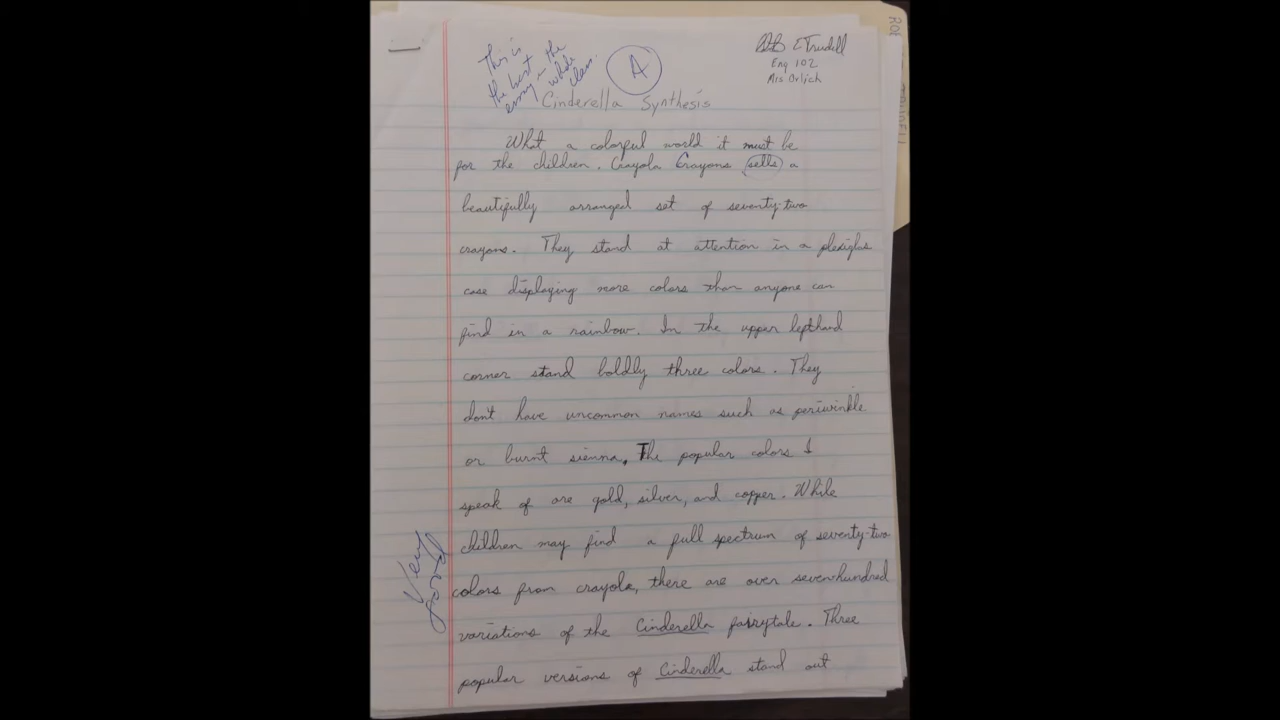 This is
the best
essay in the
whole
class.
A
E Trudell
Eng 102
Mrs Orlich
Cinderella Synthesis
What a colorful world it must be
for the children. Crayola Crayons sells a
beautifully arranged set of seventy-two
crayons. They stand at attention in a plexiglas
case displaying more colors than anyone can
find in a rainbow. In the upper lefthand
corner stand boldly three colors. They
don't have uncommon names such as periwinkle
or burnt sienna. The popular colors I
speak of are gold, silver, and copper. While
children may find a full spectrum of seventy-two
colors from crayola, there are over seven-hundred
variations of the Cinderella fairytale. Three
popular versions of Cinderella stand out
Very
good